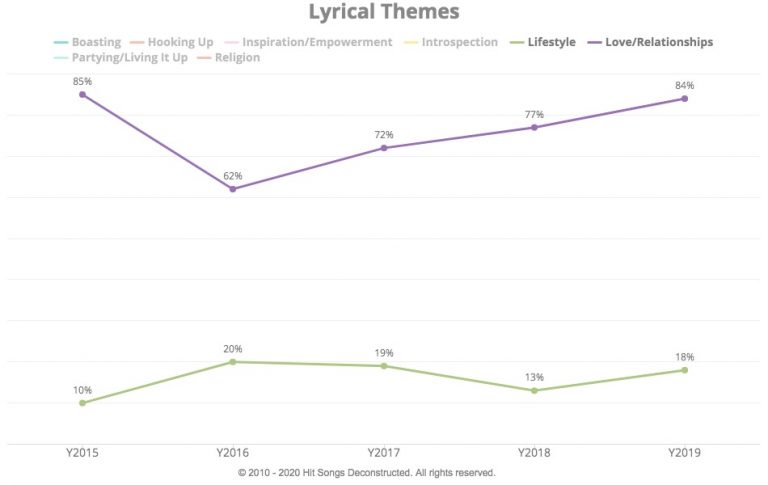 Lyrical Themes
Boasting Hooking Up Inspiration/Empowerment Introspection Lifestyle Love/Relationships
Partying/Living It Up Religion
85%
62%
72%
77%
84%
10%
20%
19%
13%
18%
Y2015 Y2016 Y2017 Y2018 Y2019
© 2010 - 2020 Hit Songs Deconstructed. All rights reserved.